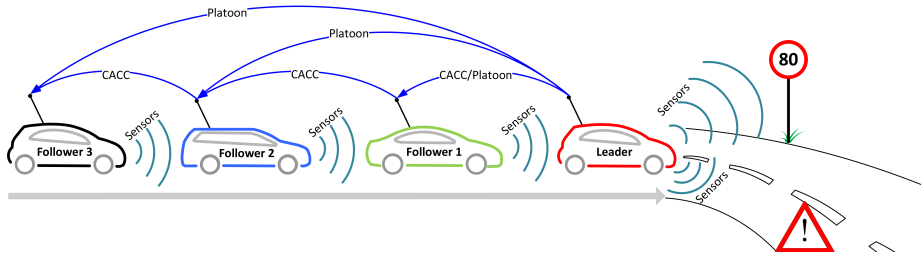 Platoon
Platoon
CACC
CACC
CACC/Platoon
80
Sensors
Sensors
Sensors
Sensors
Follower 3
Follower 2
Follower 1
Leader
Sensors
!